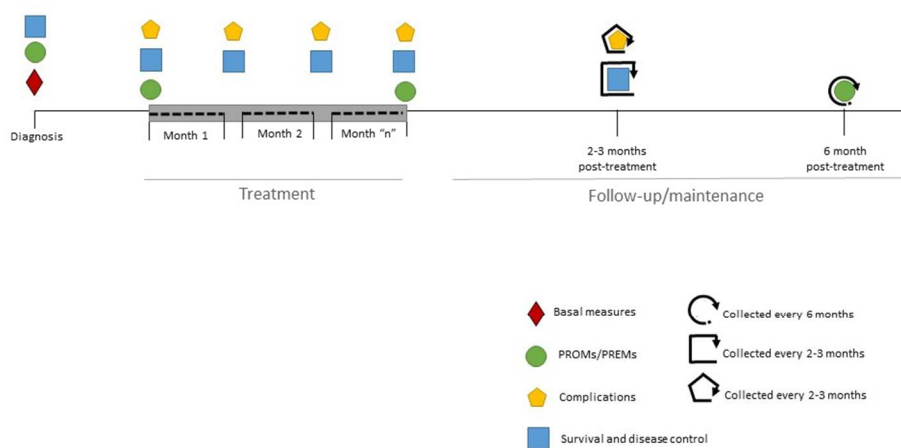 Diagnosis
Month 1
Month 2
Month "n"
2-3 months
post-treatment
6 month
post-treatment
Treatment
Follow-up/maintenance
Basal measures
Collected every 6 months
PROMs/PREMs
Collected every 2-3 months
Complications
Collected every 2-3 months
Survival and disease control